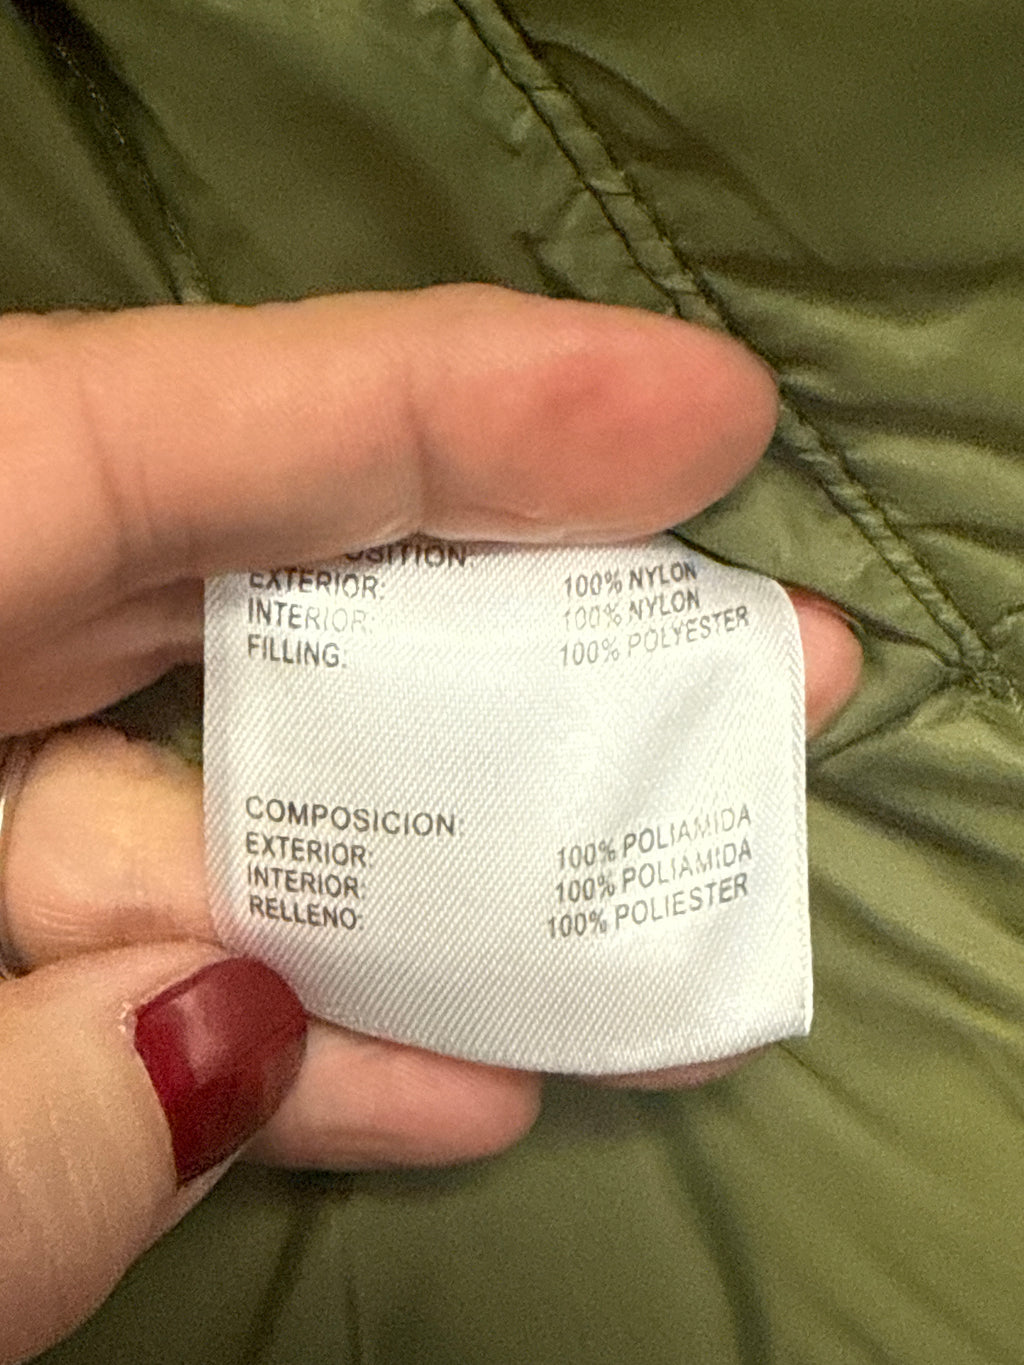 EXTERIOR: 100% NYLON
INTERIOR: 100% NYLON
FILLING: 100% POLYESTER
COMPOSICION:
EXTERIOR: 100% POLIAMIDA
INTERIOR: 100% POLIAMIDA
RELLENO: 100% POLIESTER